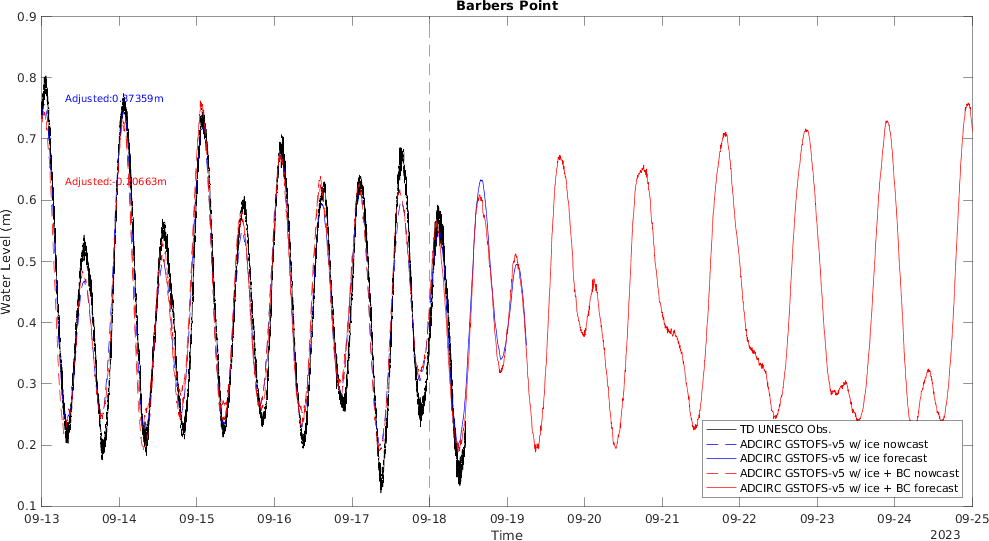 Barbers Point
0.9
0.8
0.7
0.6
0.5
0.4
0.3
0.2
0.1
Water Level (m)
Adjusted:0.37359m
Adjusted:-0.10663m
TD UNESCO Obs.
ADCIRC GSTOFS-v5 w/ ice nowcast
ADCIRC GSTOFS-v5 w/ ice forecast
ADCIRC GSTOFS-v5 w/ ice + BC nowcast
ADCIRC GSTOFS-v5 w/ ice + BC forecast
09-13 09-14 09-15 09-16 09-17 09-18 09-19 09-20 09-21 09-22 09-23 09-24 09-25
Time
2023